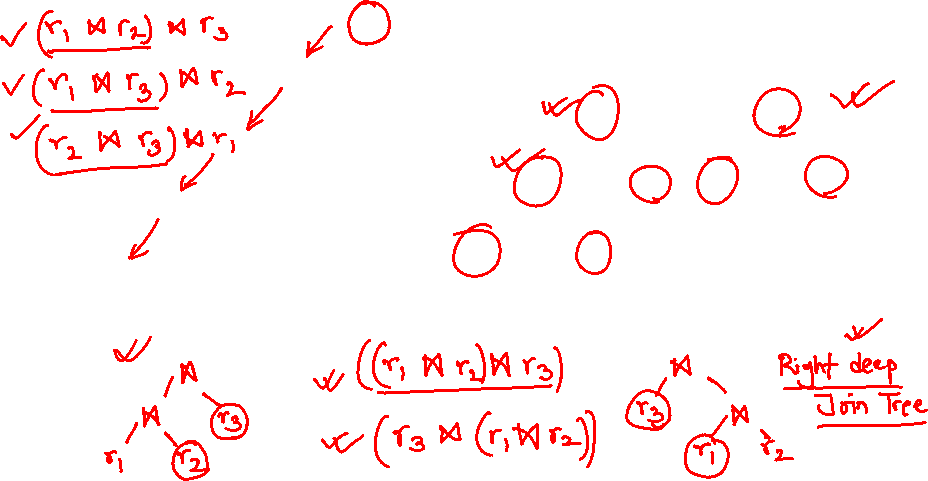 (r₁ ⋈ r₂) ⋈ r₃
(r₁ ⋈ r₃) ⋈ r₂
(r₂ ⋈ r₃) ⋈ r₁
⋈
⋈ r₃
r₁ r₂
((r₁ ⋈ r₂) ⋈ r₃)
(r₃ ⋈ (r₁ ⋈ r₂))
⋈
r₃ ⋈
r₁ r₂
Right deep
Join Tree